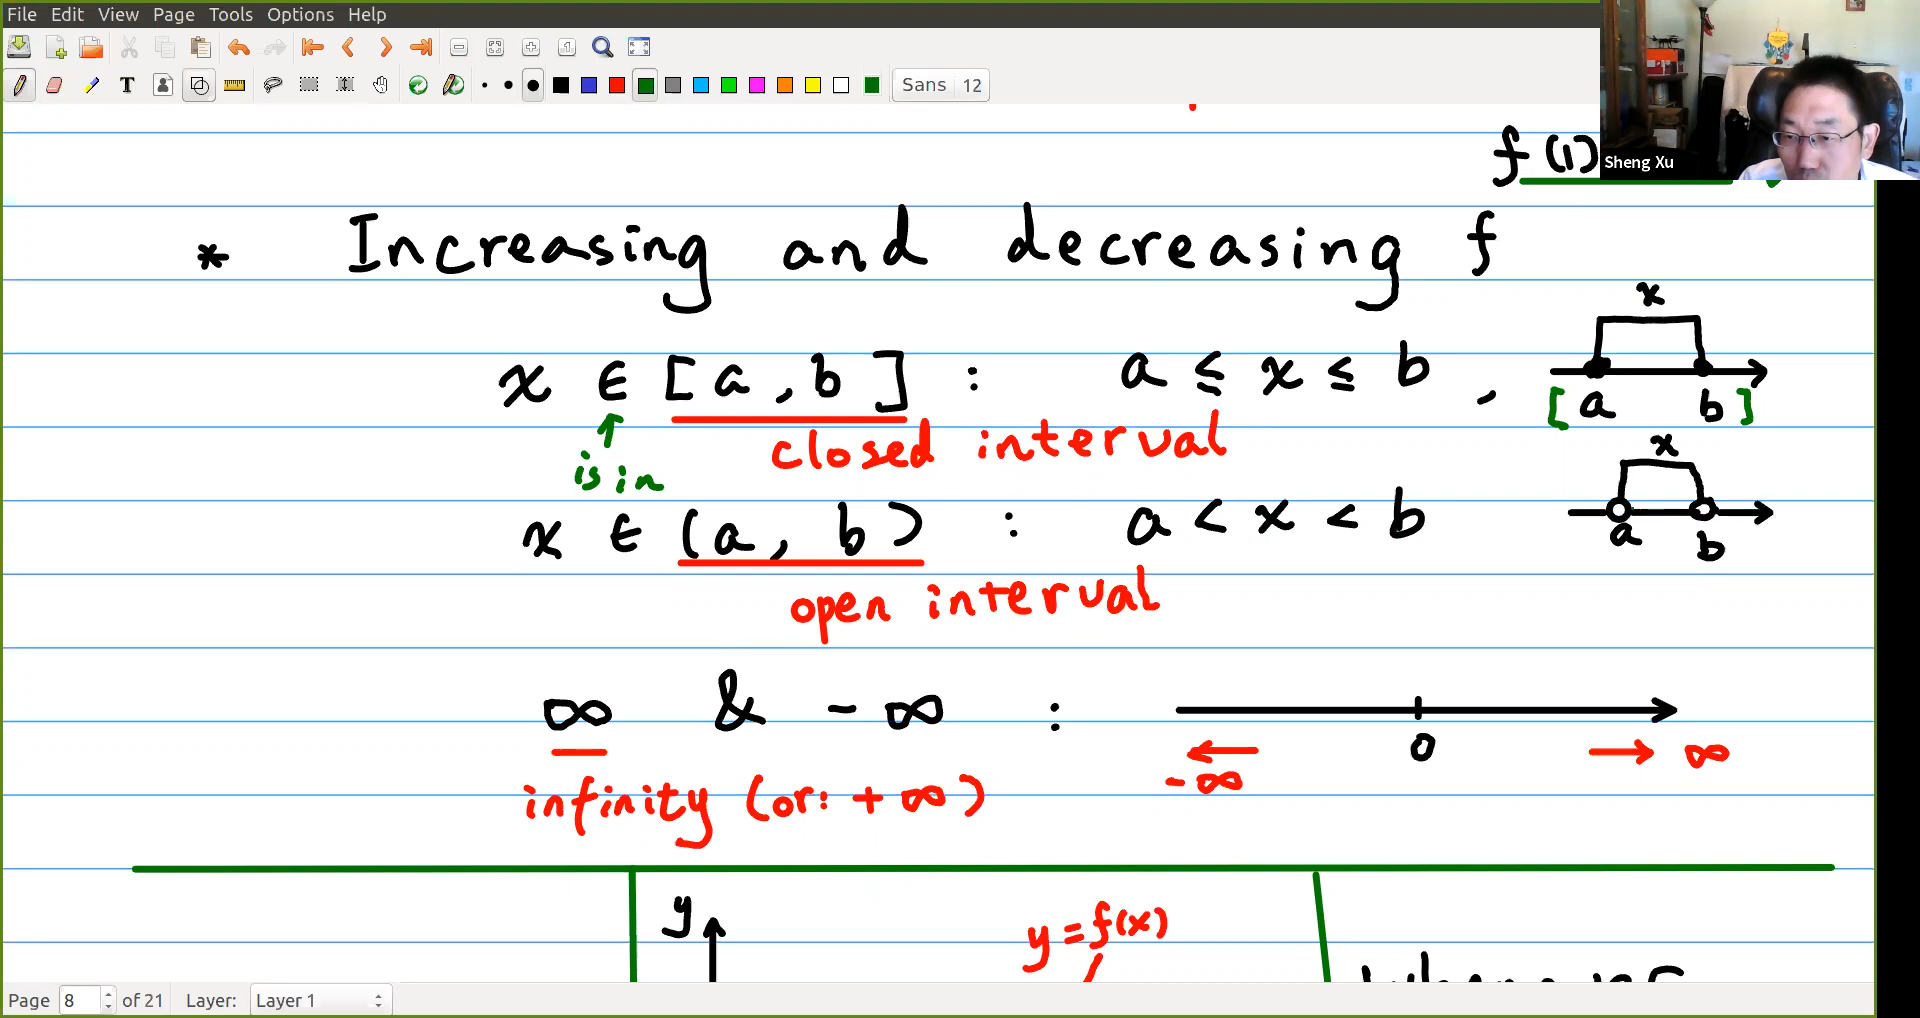 File Edit View Page Tools Options Help
Sans 12
Sheng Xu
f(1)
* Increasing and decreasing f
x ∈ [a, b] : a ≤ x ≤ b ,
x
[ a b ]
closed interval
↑
is in
x ∈ (a, b) : a < x < b
x
a b
open interval
∞ & -∞ :
0
← → ∞
-∞
infinity (or: +∞)
y
y = f(x)
Page 8 of 21 Layer: Layer 1